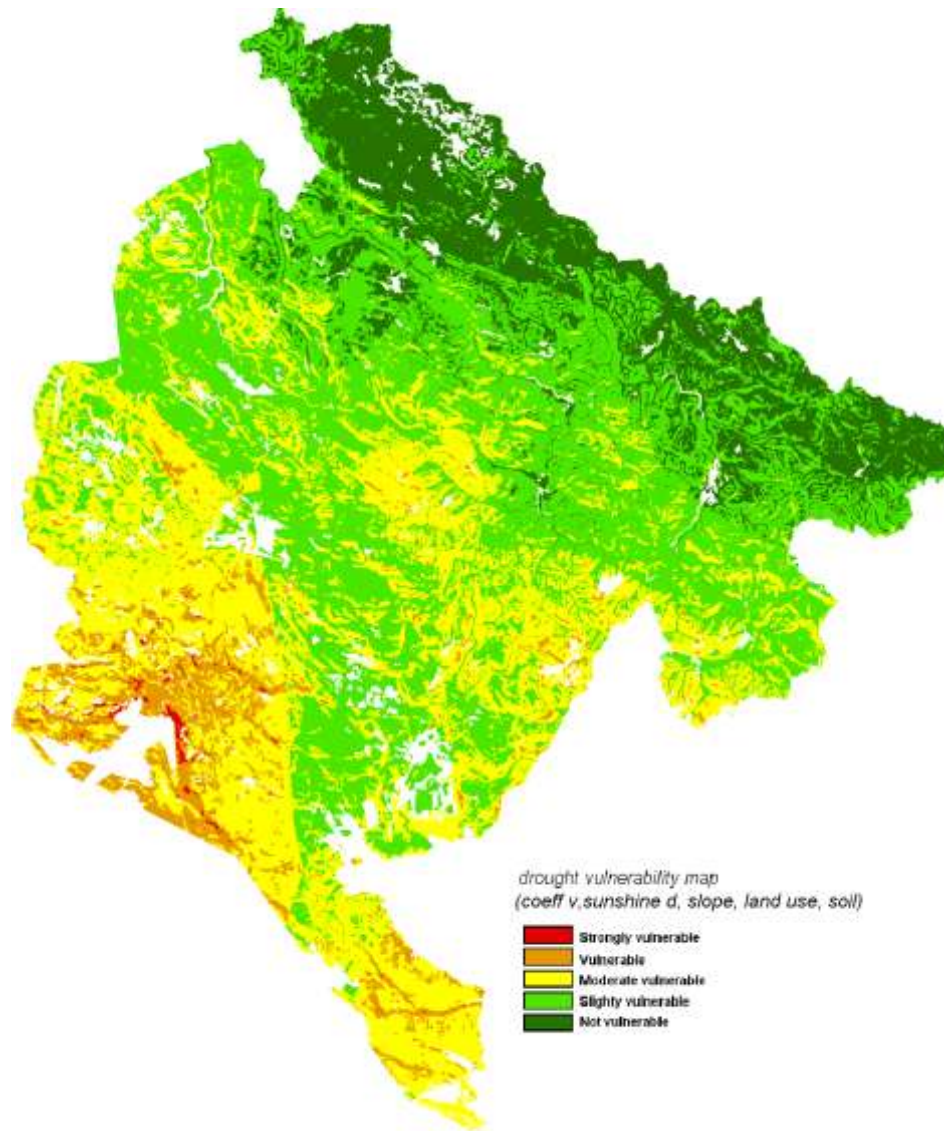 drought vulnerability map
(coeff v,sunshine d, slope, land use, soil)
Strongly vulnerable
Vulnerable
Moderate vulnerable
Slighty vulnerable
Not vulnerable